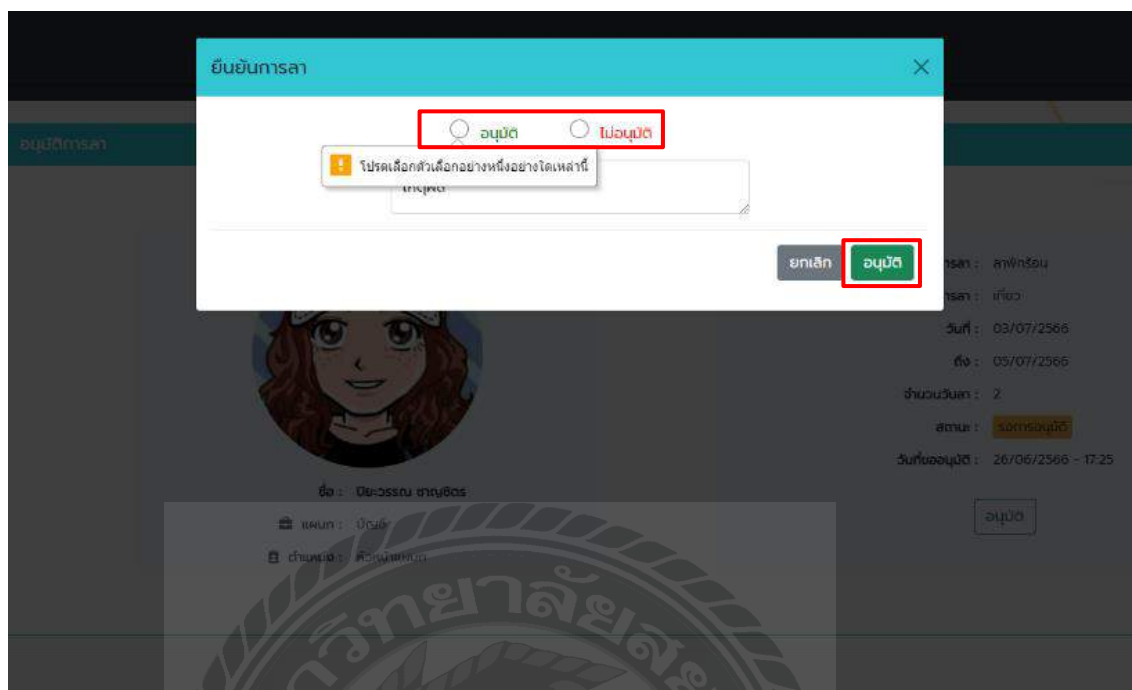 ยืนยันการลา
อนุมัติ ไม่อนุมัติ
โปรดเลือกตัวเลือกอย่างหนึ่งอย่างใดเหล่านี้
ยกเลิก อนุมัติ
อนุมัติการลา
ารลา : ลาพักร้อน
ารลา : เที่ยว
วันที่ : 03/07/2566
ถึง : 05/07/2566
จำนวนวันลา : 2
สถานะ : รอการอนุมัติ
วันที่ขออนุมัติ : 26/06/2566 - 17:25
อนุมัติ
ชื่อ : ปิยะวรรณ ชาญชิตร
แผนก : บัญชี
ตำแหน่ง : หัวหน้าแผนก